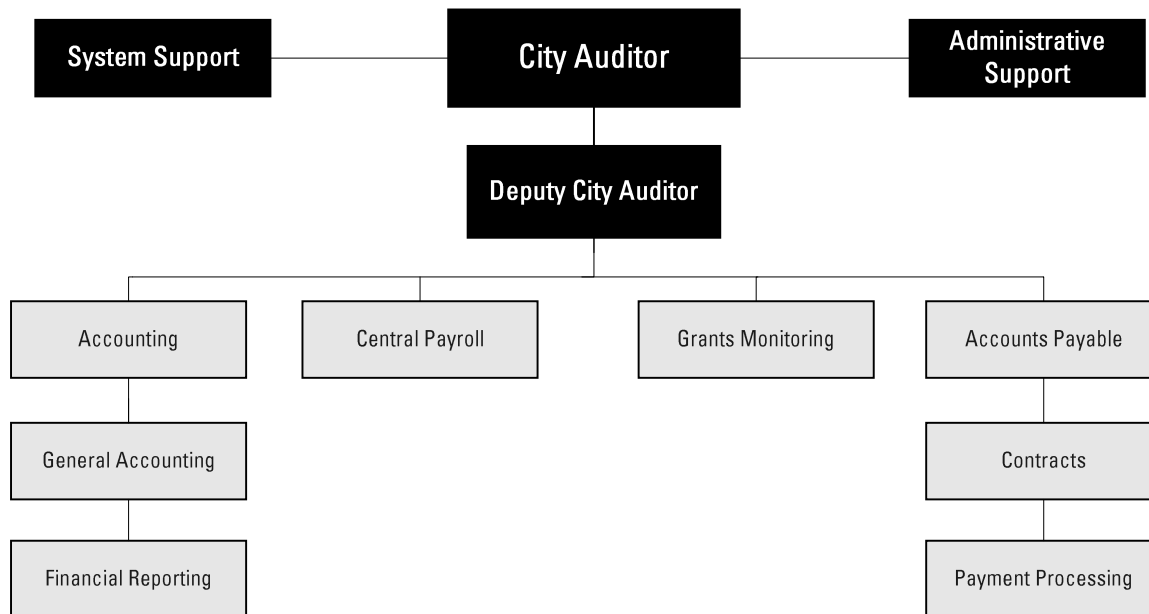 System Support
City Auditor
Administrative
Support
Deputy City Auditor
Accounting
Central Payroll
Grants Monitoring
Accounts Payable
General Accounting
Contracts
Financial Reporting
Payment Processing